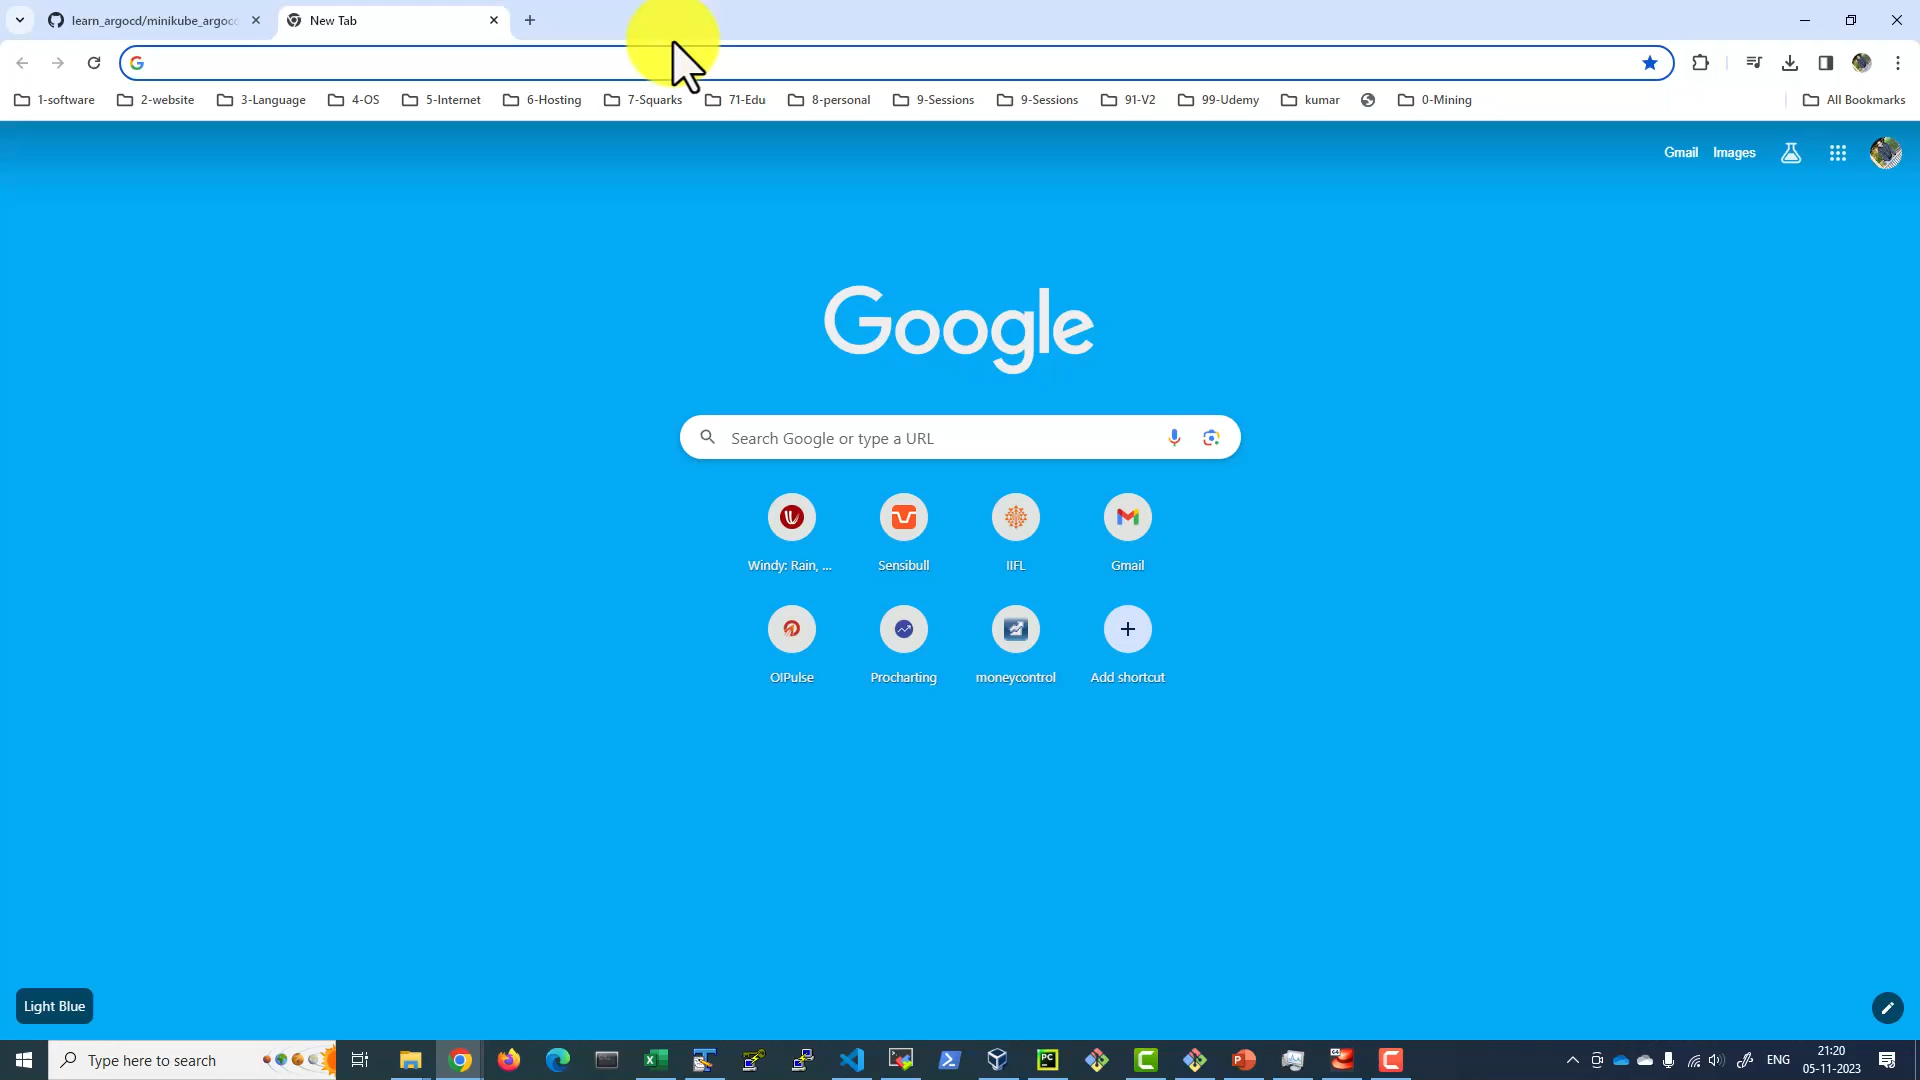 learn_argocd/minikube_argocd
New Tab
1-software
2-website
3-Language
4-OS
5-Internet
6-Hosting
7-Squarks
71-Edu
8-personal
9-Sessions
9-Sessions
91-V2
99-Udemy
kumar
0-Mining
All Bookmarks
Gmail
Images
Google
Search Google or type a URL
Windy: Rain, ...
Sensibull
IIFL
Gmail
OIPulse
Procharting
moneycontrol
Add shortcut
Light Blue
Type here to search
ENG
21:20
05-11-2023